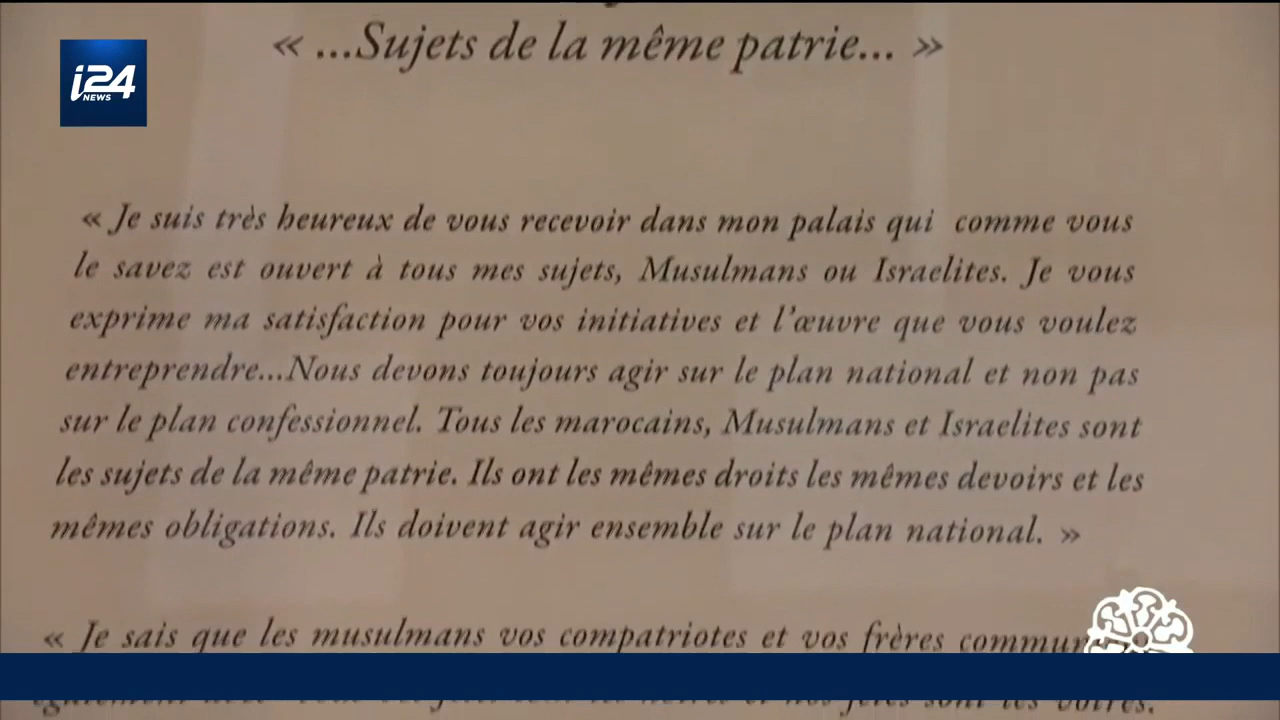 « ...Sujets de la même patrie... »
i24
NEWS
« Je suis très heureux de vous recevoir dans mon palais qui comme vous
le savez est ouvert à tous mes sujets, Musulmans ou Israelites. Je vous
exprime ma satisfaction pour vos initiatives et l'œuvre que vous voulez
entreprendre...Nous devons toujours agir sur le plan national et non pas
sur le plan confessionnel. Tous les marocains, Musulmans et Israelites sont
les sujets de la même patrie. Ils ont les mêmes droits les mêmes devoirs et les
mêmes obligations. Ils doivent agir ensemble sur le plan national. »
« Je sais que les musulmans vos compatriotes et vos frères